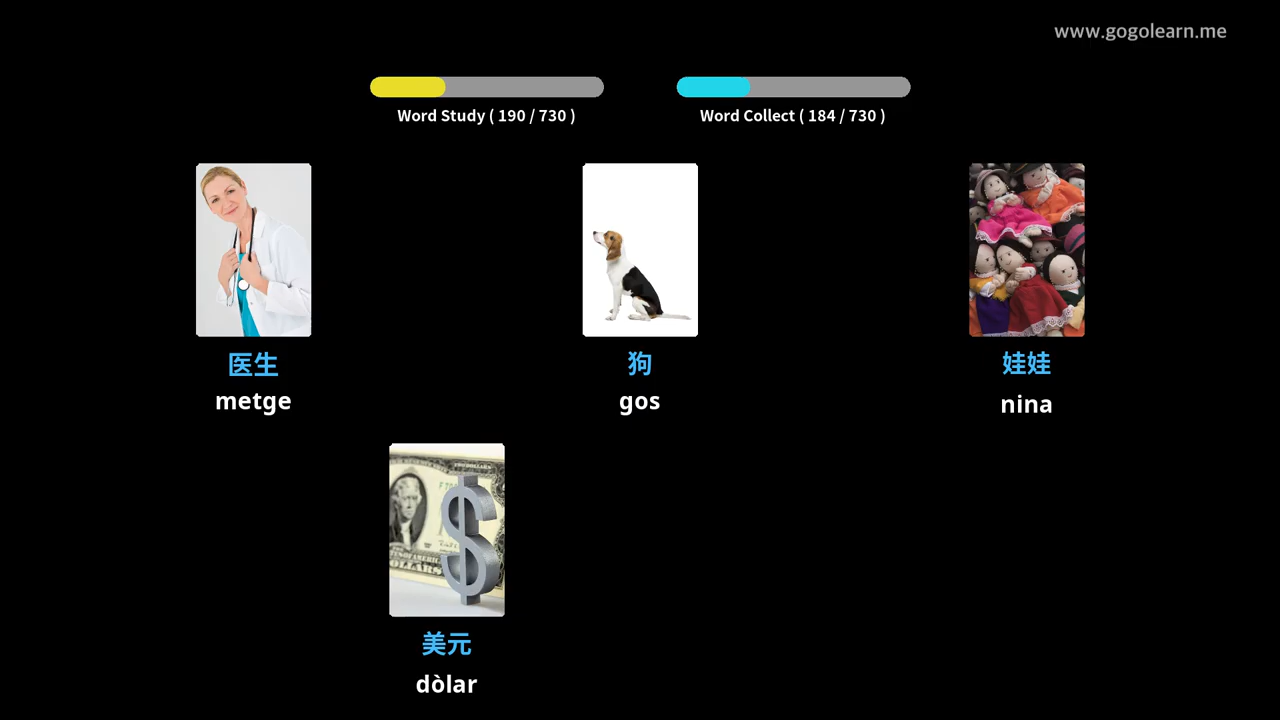 www.gogolearn.me
Word Study ( 190 / 730 )
Word Collect ( 184 / 730 )
医生
metge
狗
gos
娃娃
nina
美元
dòlar